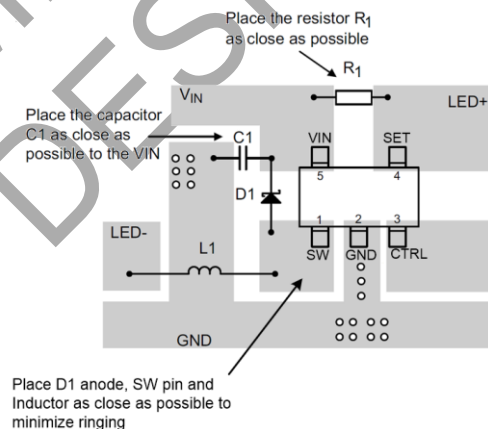 Place the resistor R1
as close as possible
R1
VIN
LED+
Place the capacitor
C1 as close as
possible to the VIN
C1
VIN
SET
5
4
D1
LED-
1
2
3
L1
SW
GND
CTRL
GND
Place D1 anode, SW pin and
Inductor as close as possible to
minimize ringing